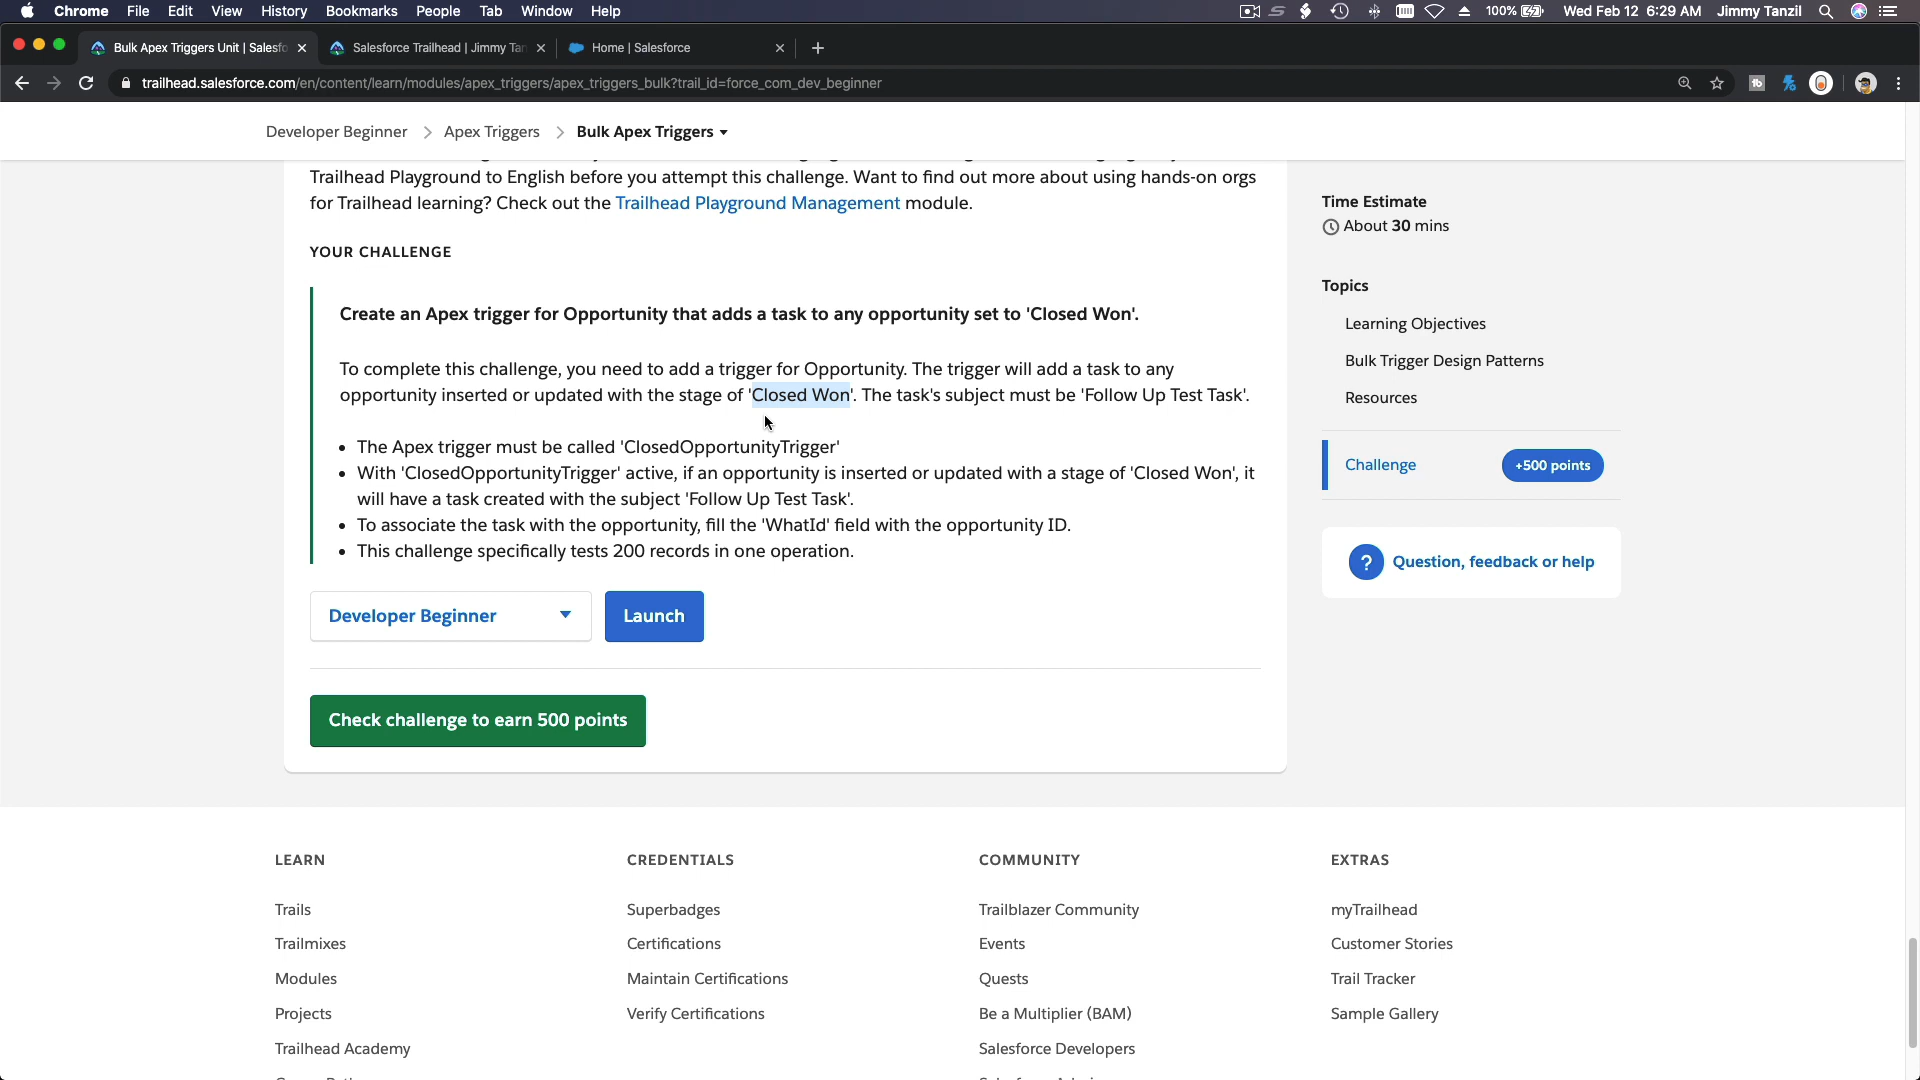 Chrome File Edit View History Bookmarks People Tab Window Help 100% Wed Feb 12 6:29 AM Jimmy Tanzil
Bulk Apex Triggers Unit | Salesfo Salesforce Trailhead | Jimmy Tan Home | Salesforce
trailhead.salesforce.com/en/content/learn/modules/apex_triggers/apex_triggers_bulk?trail_id=force_com_dev_beginner
Developer Beginner > Apex Triggers > Bulk Apex Triggers
Trailhead Playground to English before you attempt this challenge. Want to find out more about using hands-on orgs
for Trailhead learning? Check out the Trailhead Playground Management module.
YOUR CHALLENGE
Create an Apex trigger for Opportunity that adds a task to any opportunity set to 'Closed Won'.
To complete this challenge, you need to add a trigger for Opportunity. The trigger will add a task to any
opportunity inserted or updated with the stage of 'Closed Won'. The task's subject must be 'Follow Up Test Task'.
• The Apex trigger must be called 'ClosedOpportunityTrigger'
• With 'ClosedOpportunityTrigger' active, if an opportunity is inserted or updated with a stage of 'Closed Won', it
will have a task created with the subject 'Follow Up Test Task'.
• To associate the task with the opportunity, fill the 'WhatId' field with the opportunity ID.
• This challenge specifically tests 200 records in one operation.
Developer Beginner
Launch
Check challenge to earn 500 points
Time Estimate
About 30 mins
Topics
Learning Objectives
Bulk Trigger Design Patterns
Resources
Challenge +500 points
? Question, feedback or help
LEARN CREDENTIALS COMMUNITY EXTRAS
Trails Superbadges Trailblazer Community myTrailhead
Trailmixes Certifications Events Customer Stories
Modules Maintain Certifications Quests Trail Tracker
Projects Verify Certifications Be a Multiplier (BAM) Sample Gallery
Trailhead Academy Salesforce Developers